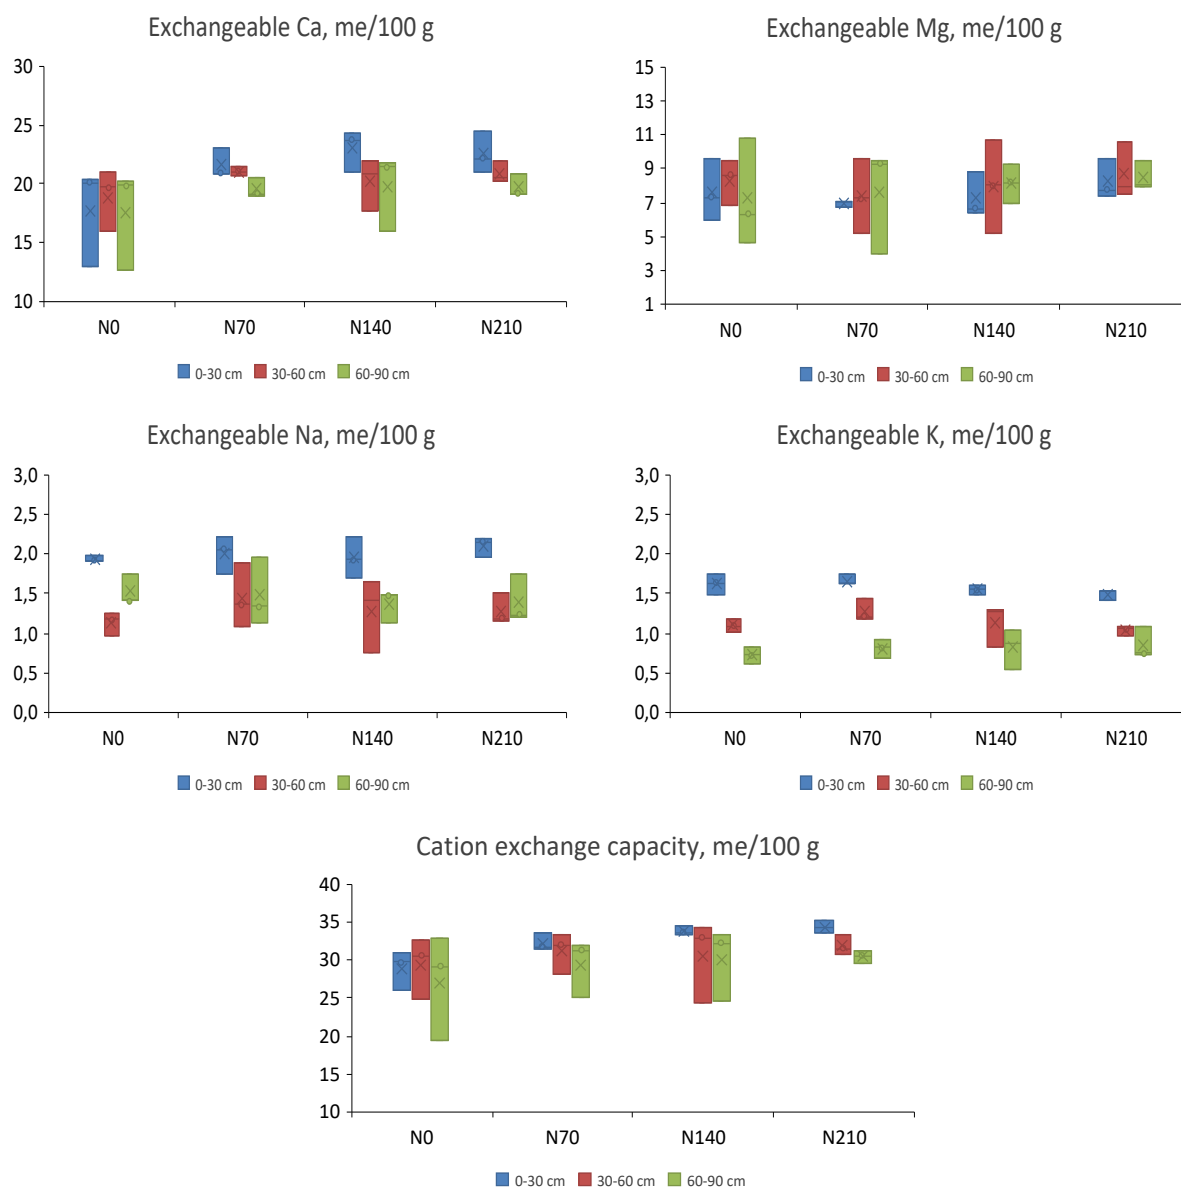 Exchangeable Ca, me/100 g
30
25
20
15
10
N0 N70 N140 N210
0-30 cm 30-60 cm 60-90 cm
Exchangeable Mg, me/100 g
15
13
11
9
7
5
3
1
N0 N70 N140 N210
0-30 cm 30-60 cm 60-90 cm
Exchangeable Na, me/100 g
3,0
2,5
2,0
1,5
1,0
0,5
0,0
N0 N70 N140 N210
0-30 cm 30-60 cm 60-90 cm
Exchangeable K, me/100 g
3,0
2,5
2,0
1,5
1,0
0,5
0,0
N0 N70 N140 N210
0-30 cm 30-60 cm 60-90 cm
Cation exchange capacity, me/100 g
40
35
30
25
20
15
10
N0 N70 N140 N210
0-30 cm 30-60 cm 60-90 cm